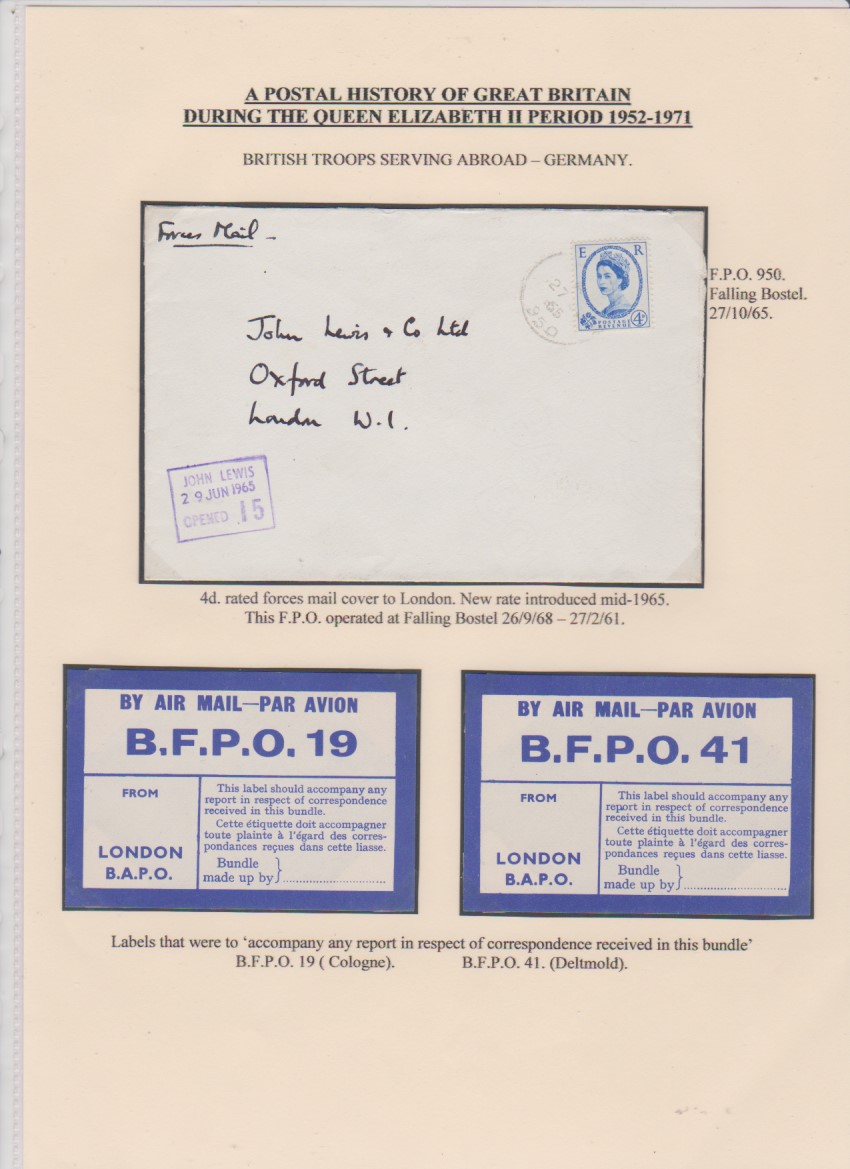 A POSTAL HISTORY OF GREAT BRITAIN
DURING THE QUEEN ELIZABETH II PERIOD 1952-1971
BRITISH TROOPS SERVING ABROAD – GERMANY.
Forces Mail -
E R
POSTAGE
REVENUE
4D
27
65
950
F.P.O. 950.
Falling Bostel.
27/10/65.
John Lewis & Co Ltd
Oxford Street
London W.1.
JOHN LEWIS
29 JUN 1965
OPENED .15
4d. rated forces mail cover to London. New rate introduced mid-1965.
This F.P.O. operated at Falling Bostel 26/9/68 – 27/2/61.
BY AIR MAIL—PAR AVION
B.F.P.O. 19
FROM
LONDON
B.A.P.O.
This label should accompany any
report in respect of correspondence
received in this bundle.
Cette étiquette doit accompagner
toute plainte à l'égard des corres-
pondances reçues dans cette liasse.
Bundle
made up by } ..............................
BY AIR MAIL—PAR AVION
B.F.P.O. 41
FROM
LONDON
B.A.P.O.
This label should accompany any
report in respect of correspondence
received in this bundle.
Cette étiquette doit accompagner
toute plainte à l'égard des corres-
pondances reçues dans cette liasse.
Bundle
made up by } ..............................
Labels that were to ‘accompany any report in respect of correspondence received in this bundle’
B.F.P.O. 19 ( Cologne).
B.F.P.O. 41. (Deltmold).